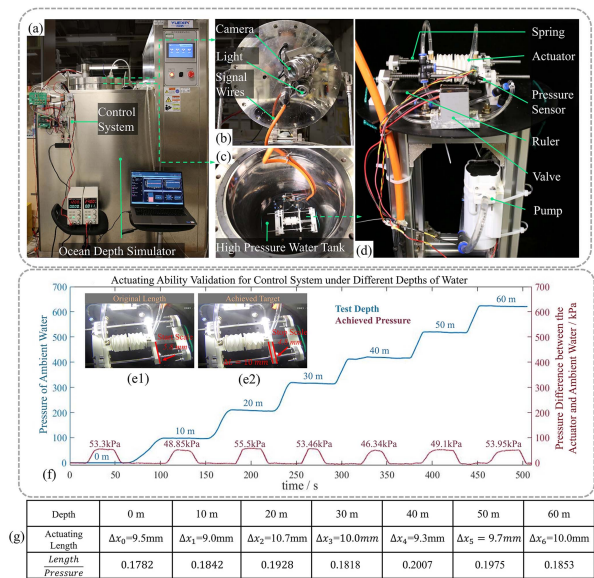 (a)
Control
System
Ocean Depth Simulator
Camera
Light
Signal
Wires
(b)
(c)
High Pressure Water Tank
(d)
Spring
Actuator
Pressure
Sensor
Ruler
Valve
Pump
Actuating Ability Validation for Control System under Different Depths of Water
Pressure of Ambient Water
700
600
500
400
300
200
100
0
Original Length
(e1)
Achieved Target
(e2)
Test Depth
Achieved Pressure
0 m
10 m
20 m
30 m
40 m
50 m
60 m
53.3kPa
48.85kPa
55.5kPa
53.46kPa
46.34kPa
49.1kPa
53.95kPa
700
600
500
400
300
200
100
0
Pressure Difference between the
Actuator and Ambient Water / kPa
0 50 100 150 200 250 300 350 400 450 500
time / s
(f)
(g)
Depth 0 m 10 m 20 m 30 m 40 m 50 m 60 m
Actuating Length Δx₀=9.5mm Δx₁=9.0mm Δx₂=10.7mm Δx₃=10.0mm Δx₄=9.3mm Δx₅ = 9.7mm Δx₆=10.0mm
Length/Pressure 0.1782 0.1842 0.1928 0.1818 0.2007 0.1975 0.1853